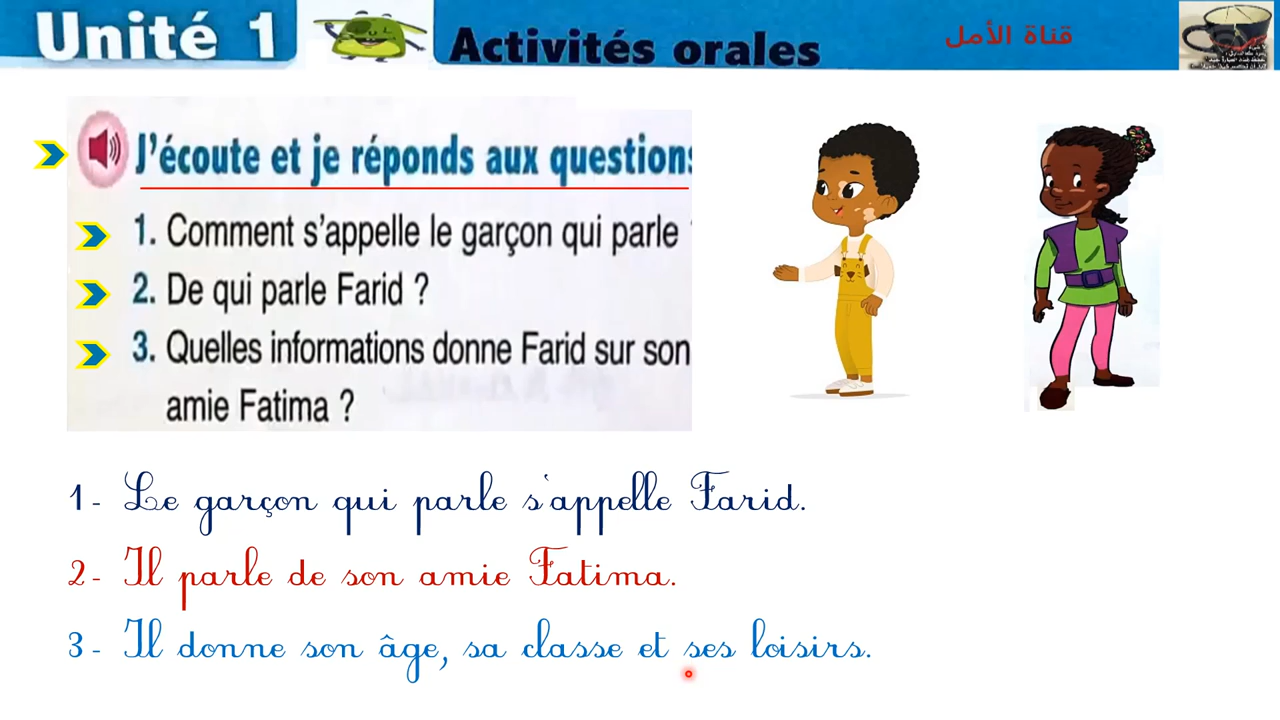 Unité 1
Activités orales
قناة الأمل
J'écoute et je réponds aux questions
1. Comment s'appelle le garçon qui parle
2. De qui parle Farid ?
3. Quelles informations donne Farid sur son
amie Fatima ?
1- Le garçon qui parle s'appelle Farid.
2- Il parle de son amie Fatima.
3- Il donne son âge, sa classe et ses loisirs.